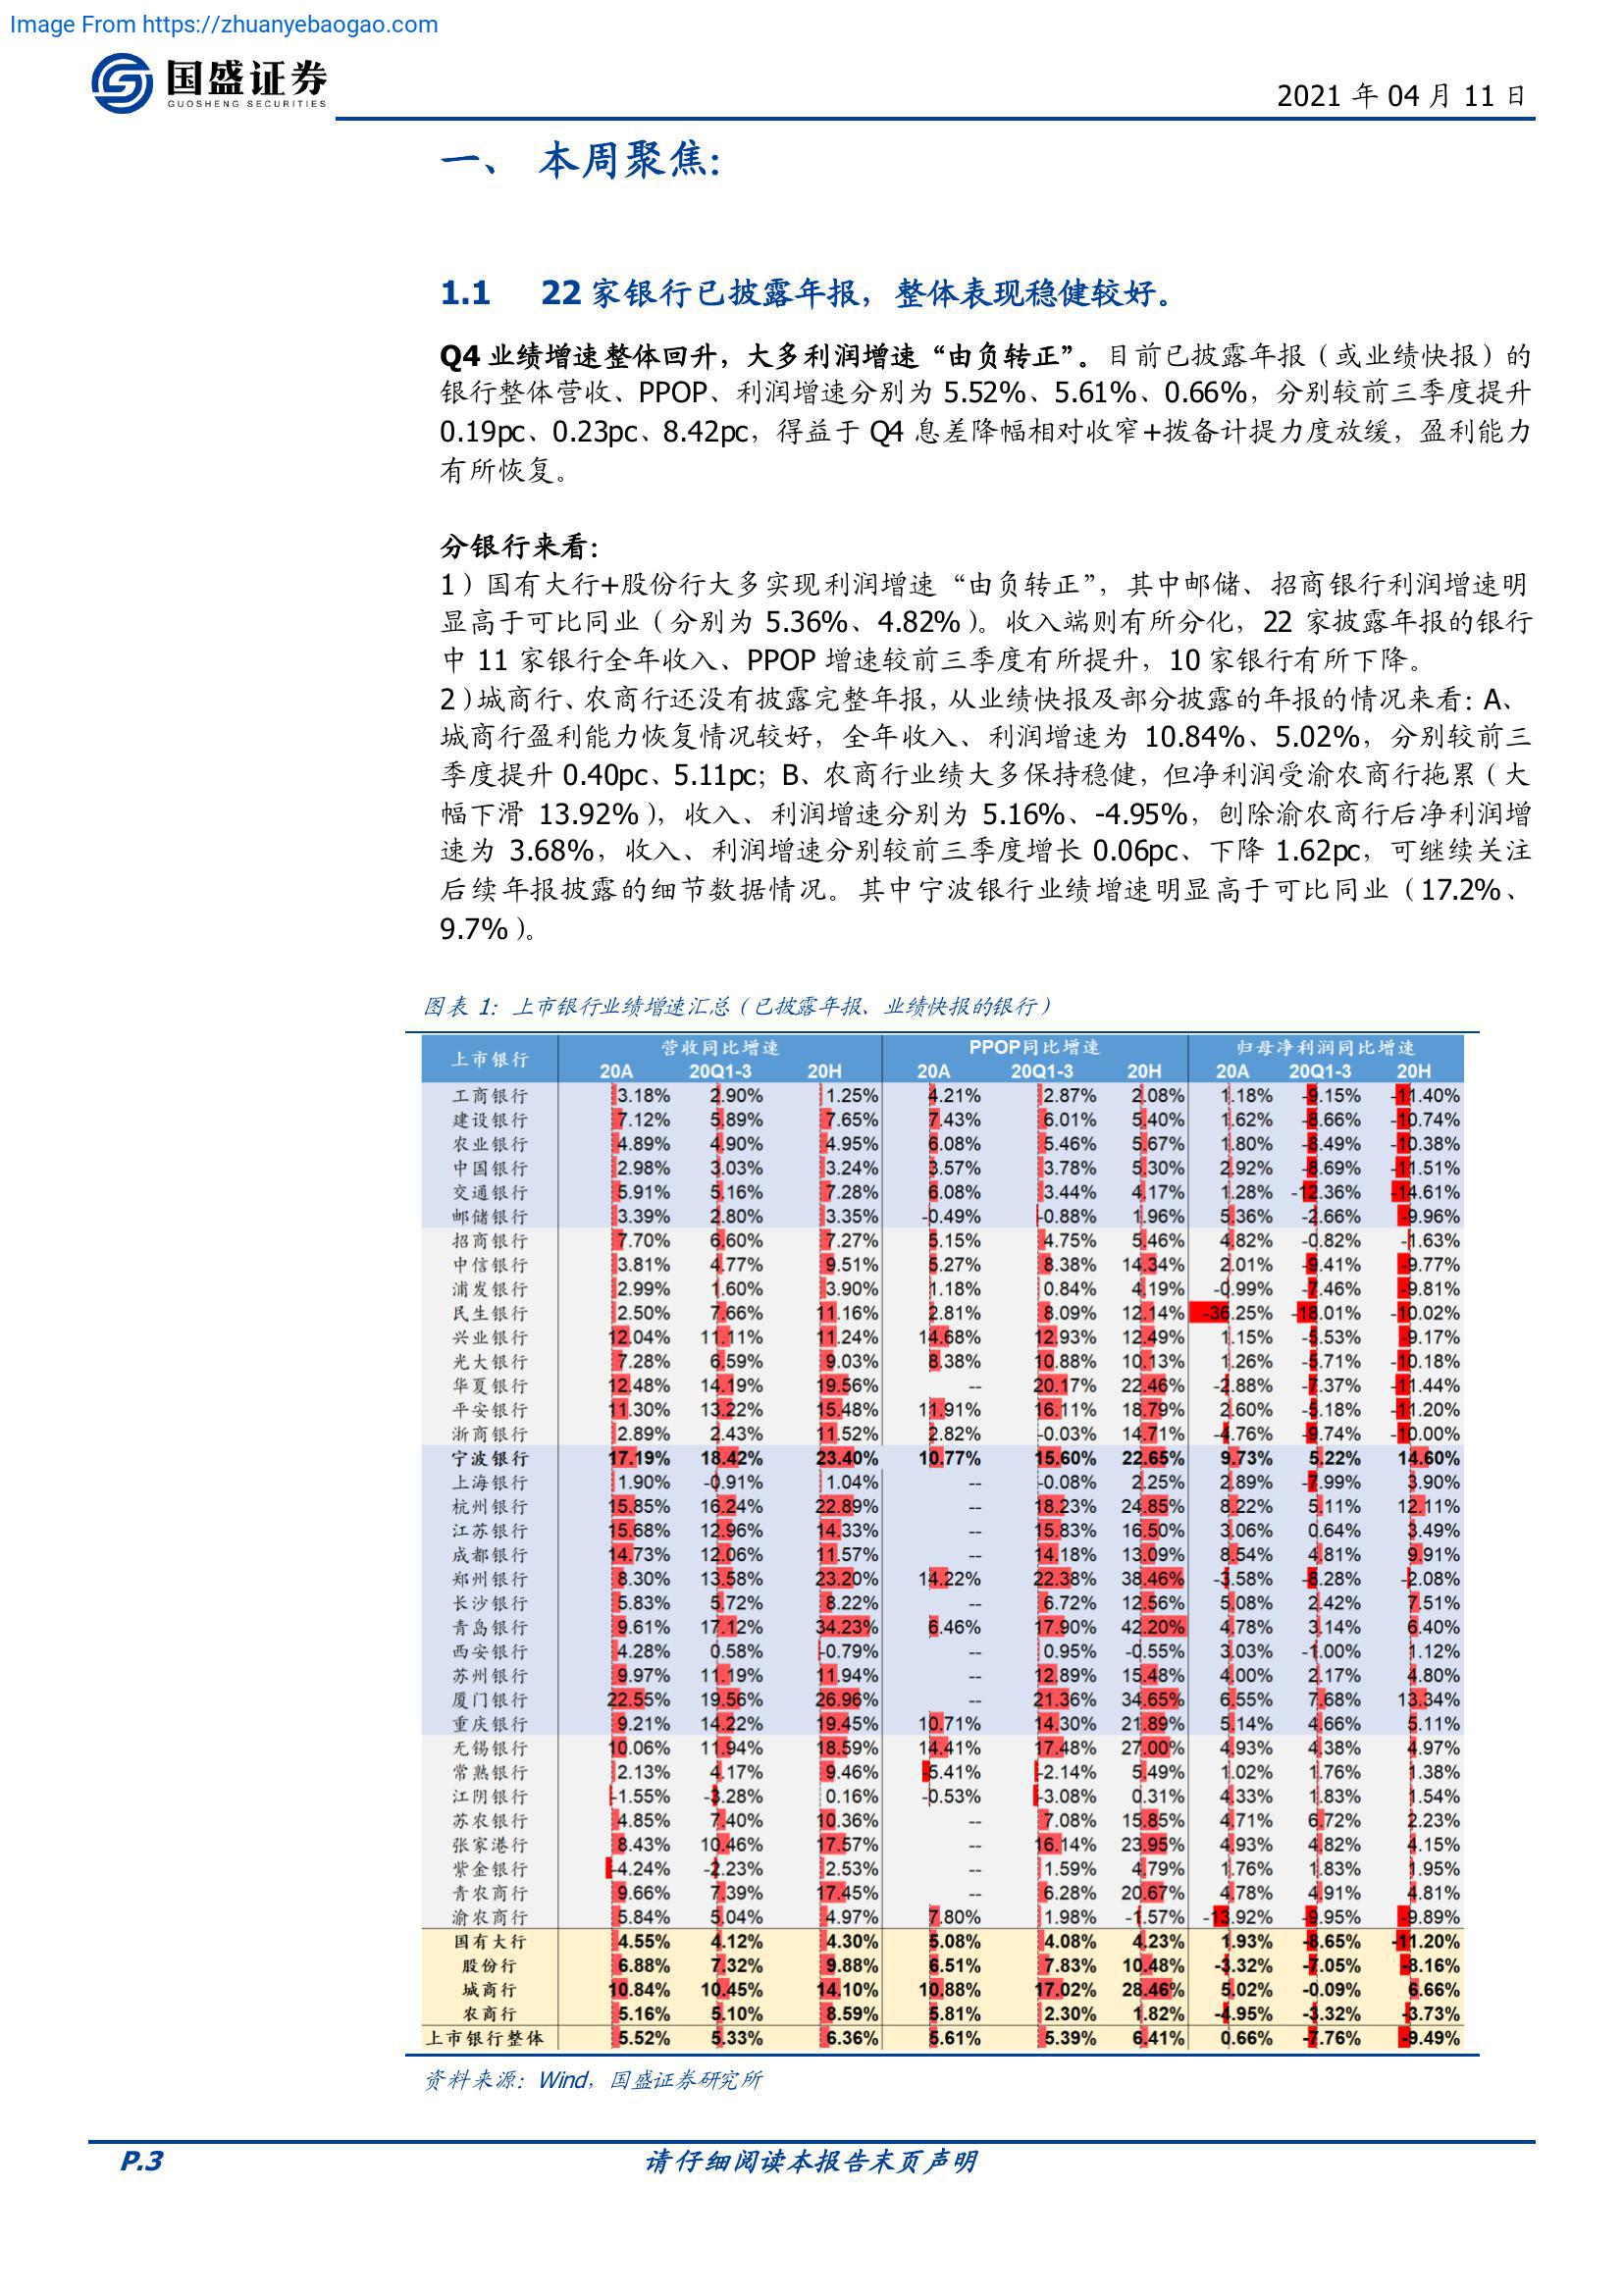 Image From https://zhuanyebaogao.com
国盛证券
GUOSHENG SECURITIES
2021 年 04 月 11 日
一、 本周聚焦:
1.1 22 家银行已披露年报，整体表现稳健较好。
Q4 业绩增速整体回升，大多利润增速“由负转正”。目前已披露年报（或业绩快报）的
银行整体营收、PPOP、利润增速分别为 5.52%、5.61%、0.66%，分别较前三季度提升
0.19pc、0.23pc、8.42pc，得益于 Q4 息差降幅相对收窄+拨备计提力度放缓，盈利能力
有所恢复。
分银行来看：
1）国有大行+股份行大多实现利润增速“由负转正”，其中邮储、招商银行利润增速明
显高于可比同业（分别为 5.36%、4.82%）。收入端则有所分化，22 家披露年报的银行
中 11 家银行全年收入、PPOP 增速较前三季度有所提升，10 家银行有所下降。
2）城商行、农商行还没有披露完整年报，从业绩快报及部分披露的年报的情况来看：A、
城商行盈利能力恢复情况较好，全年收入、利润增速为 10.84%、5.02%，分别较前三
季度提升 0.40pc、5.11pc；B、农商行业绩大多保持稳健，但净利润受渝农商行拖累（大
幅下滑 13.92%），收入、利润增速分别为 5.16%、-4.95%，刨除渝农商行后净利润增
速为 3.68%，收入、利润增速分别较前三季度增长 0.06pc、下降 1.62pc，可继续关注
后续年报披露的细节数据情况。其中宁波银行业绩增速明显高于可比同业（17.2%、
9.7%）。
图表 1：上市银行业绩增速汇总（已披露年报、业绩快报的银行）
上市银行 营收同比增速 PPOP同比增速 归母净利润同比增速
20A 20Q1-3 20H 20A 20Q1-3 20H 20A 20Q1-3 20H
工商银行 3.18% 2.90% 1.25% 4.21% 2.87% 2.08% 1.18% -9.15% -11.40%
建设银行 7.12% 5.89% 7.65% 7.43% 6.01% 5.40% 1.62% -8.66% -10.74%
农业银行 4.89% 4.90% 4.95% 6.08% 5.46% 5.67% 1.80% -8.49% -10.38%
中国银行 2.98% 3.03% 3.24% 3.57% 3.78% 5.30% 2.92% -8.69% -11.51%
交通银行 5.91% 5.16% 7.28% 6.08% 3.44% 4.17% 1.28% -12.36% -14.61%
邮储银行 3.39% 2.80% 3.35% -0.49% -0.88% 1.96% 5.36% -2.66% -9.96%
招商银行 7.70% 6.60% 7.27% 5.15% 4.75% 5.46% 4.82% -0.82% -1.63%
中信银行 3.81% 4.77% 9.51% 5.27% 8.38% 14.34% 2.01% -9.41% -9.77%
浦发银行 2.99% 1.60% 3.90% 1.18% 0.84% 4.19% -0.99% -7.46% -9.81%
民生银行 2.50% 7.66% 11.16% 2.81% 8.09% 12.14% -36.25% -18.01% -10.02%
兴业银行 12.04% 11.11% 11.24% 14.68% 12.93% 12.49% 1.15% -5.53% -9.17%
光大银行 7.28% 6.59% 9.03% 8.38% 10.88% 10.13% 1.26% -5.71% -10.18%
华夏银行 12.48% 14.19% 19.56% -- 20.17% 22.46% -2.88% -7.37% -11.44%
平安银行 11.30% 13.22% 15.48% 11.91% 16.11% 18.79% 2.60% -5.18% -11.20%
浙商银行 2.89% 2.43% 11.52% 2.82% -0.03% 14.71% -4.76% -9.74% -10.00%
宁波银行 17.19% 18.42% 23.40% 10.77% 15.60% 22.65% 9.73% 5.22% 14.60%
上海银行 1.90% -0.91% 1.04% -- -0.08% 2.25% 2.89% -7.99% 3.90%
杭州银行 15.85% 16.24% 22.89% -- 18.23% 24.85% 8.22% 5.11% 12.11%
江苏银行 15.68% 12.96% 14.33% -- 15.83% 16.50% 3.06% 0.64% 3.49%
成都银行 14.73% 12.06% 11.57% -- 14.18% 13.09% 8.54% 4.81% 9.91%
郑州银行 8.30% 13.58% 23.20% 14.22% 22.38% 38.46% -3.58% -8.28% -2.08%
长沙银行 5.83% 5.72% 8.22% -- 6.72% 12.56% 5.08% 2.42% 7.51%
青岛银行 9.61% 17.12% 34.23% 6.46% 17.90% 42.20% 4.78% 3.14% 6.40%
西安银行 4.28% 0.58% -0.79% -- 0.95% -0.55% 3.03% -1.00% 1.12%
苏州银行 9.97% 11.19% 11.94% -- 12.89% 15.48% 4.00% 2.17% 4.80%
厦门银行 22.55% 19.56% 26.96% -- 21.36% 34.65% 6.55% 7.68% 13.34%
重庆银行 9.21% 14.22% 19.45% 10.71% 14.30% 21.89% 5.14% 4.66% 5.11%
无锡银行 10.06% 11.94% 18.59% 14.41% 17.48% 27.00% 4.93% 4.38% 4.97%
常熟银行 2.13% 4.17% 9.46% -5.41% -2.14% 5.49% 1.02% 1.76% 1.38%
江阴银行 -1.55% -3.28% 0.16% -0.53% -3.08% 0.31% 4.33% 1.83% 1.54%
苏农银行 4.85% 7.40% 10.36% -- 7.08% 15.85% 4.71% 6.72% 2.23%
张家港行 8.43% 10.46% 17.57% -- 16.14% 23.95% 4.93% 4.82% 4.15%
紫金银行 -4.24% -2.23% 2.53% -- 1.59% 4.79% 1.76% 1.83% 1.95%
青农商行 9.66% 7.39% 17.45% -- 6.28% 20.67% 4.78% 4.91% 4.81%
渝农商行 5.84% 5.04% 4.97% 7.80% 1.98% -1.57% -13.92% -9.95% -9.89%
国有大行 4.55% 4.12% 4.30% 5.08% 4.08% 4.23% 1.93% -8.65% -11.20%
股份行 6.88% 7.32% 9.88% 6.51% 7.83% 10.48% -3.32% -7.05% -8.16%
城商行 10.84% 10.45% 14.10% 10.88% 17.02% 28.46% 5.02% -0.09% 6.66%
农商行 5.16% 5.10% 8.59% 5.81% 2.30% 1.82% -4.95% -3.32% -3.73%
上市银行整体 5.52% 5.33% 6.36% 5.61% 5.39% 6.41% 0.66% -7.76% -9.49%
资料来源：Wind，国盛证券研究所
P.3 请仔细阅读本报告末页声明